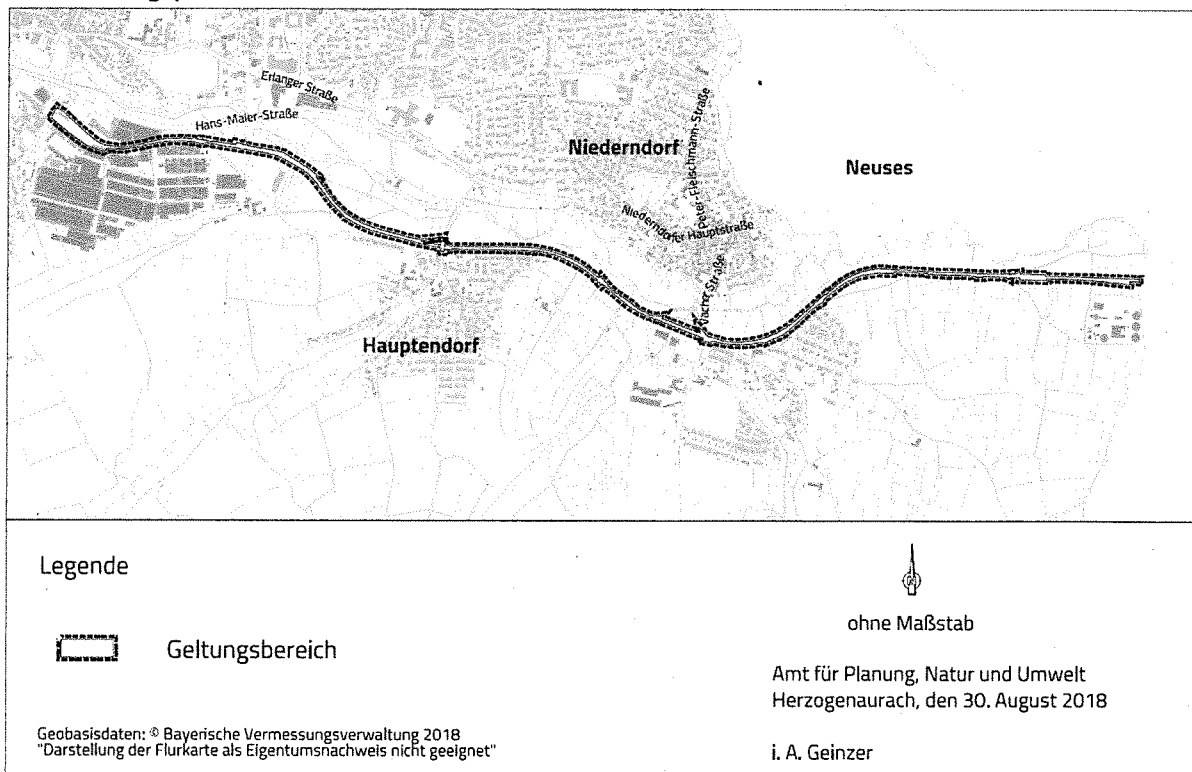 Erlanger Straße
Hans-Maier-Straße
Niederndorf
Peter-Fleischmann-Straße
Neuses
Niederndorfer Hauptstraße
Straße
Hauptendorf
Legende
Geltungsbereich
ohne Maßstab
Amt für Planung, Natur und Umwelt
Herzogenaurach, den 30. August 2018
Geobasisdaten: © Bayerische Vermessungsverwaltung 2018
"Darstellung der Flurkarte als Eigentumsnachweis nicht geeignet"
i. A. Geinzer